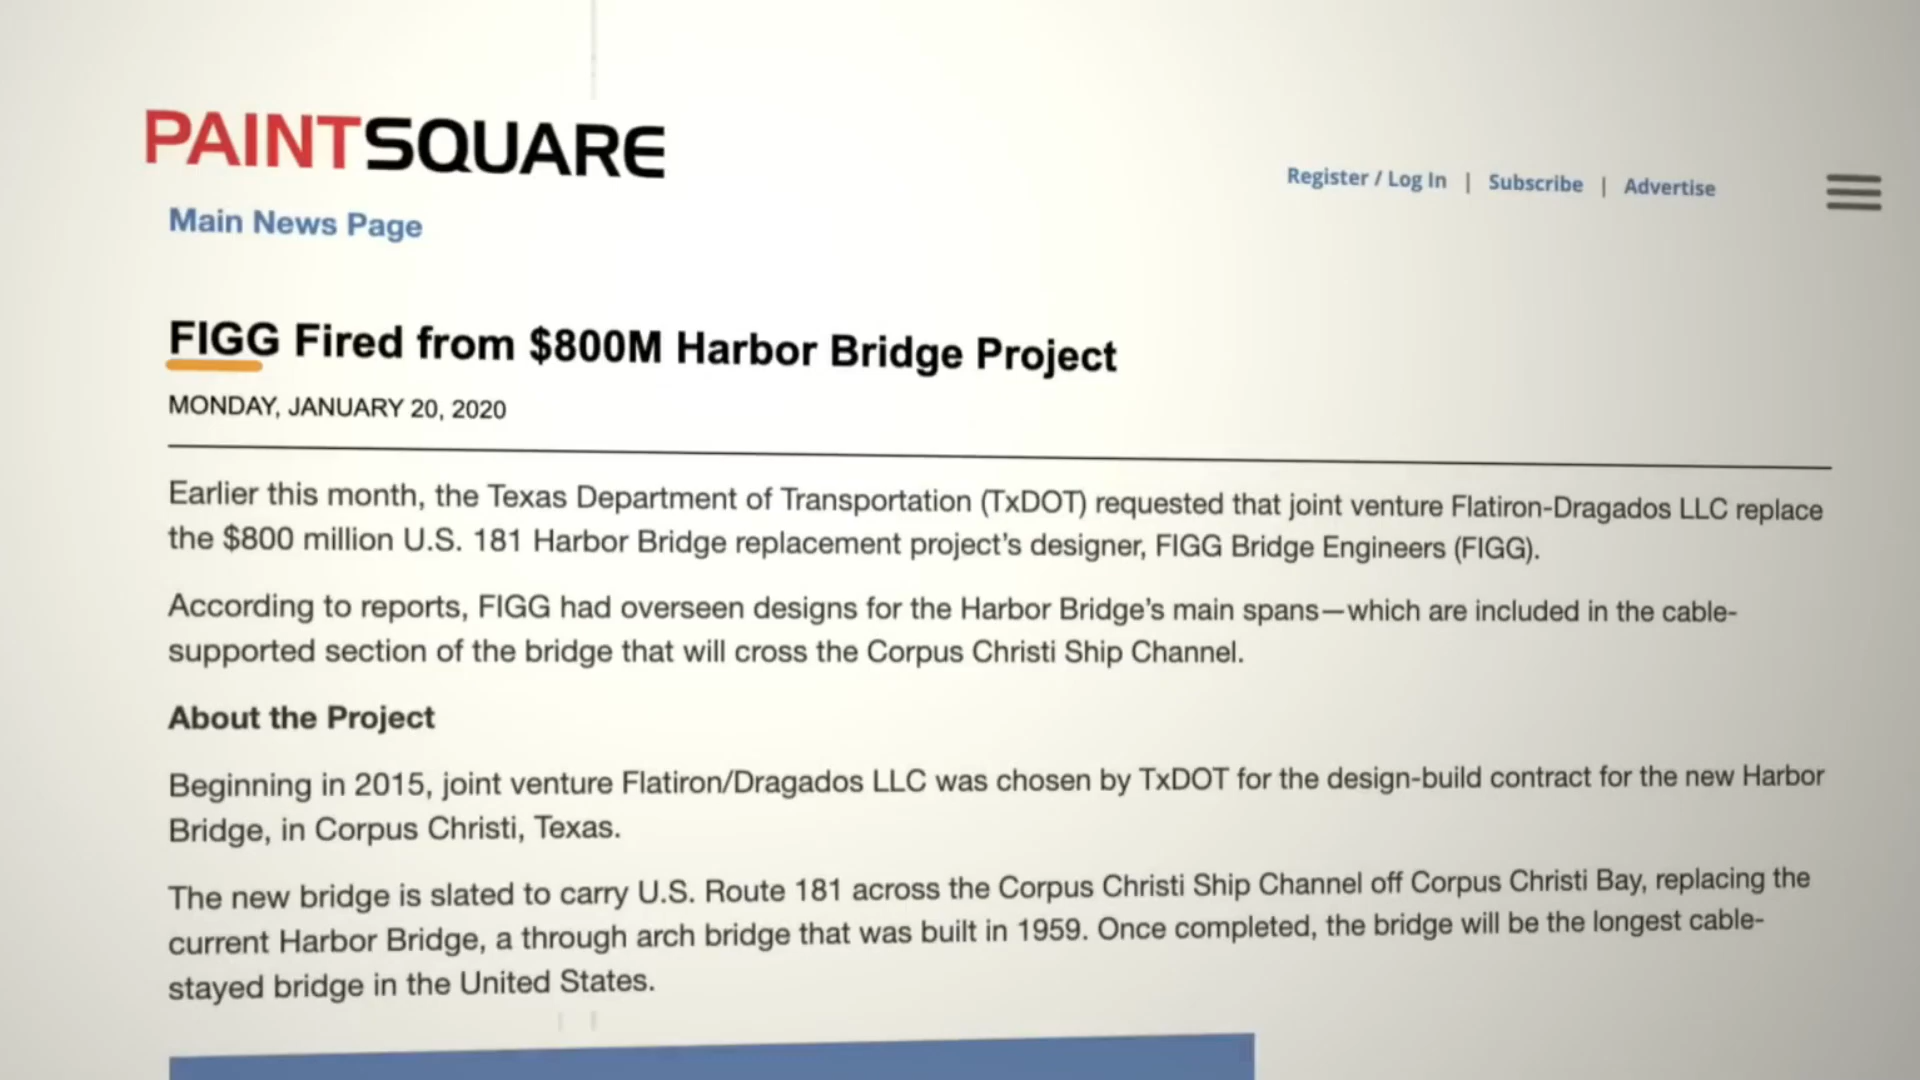 PAINTSQUARE
Register / Log In | Subscribe | Advertise
Main News Page
FIGG Fired from $800M Harbor Bridge Project
MONDAY, JANUARY 20, 2020
Earlier this month, the Texas Department of Transportation (TxDOT) requested that joint venture Flatiron-Dragados LLC replace
the $800 million U.S. 181 Harbor Bridge replacement project’s designer, FIGG Bridge Engineers (FIGG).
According to reports, FIGG had overseen designs for the Harbor Bridge’s main spans—which are included in the cable-
supported section of the bridge that will cross the Corpus Christi Ship Channel.
About the Project
Beginning in 2015, joint venture Flatiron/Dragados LLC was chosen by TxDOT for the design-build contract for the new Harbor
Bridge, in Corpus Christi, Texas.
The new bridge is slated to carry U.S. Route 181 across the Corpus Christi Ship Channel off Corpus Christi Bay, replacing the
current Harbor Bridge, a through arch bridge that was built in 1959. Once completed, the bridge will be the longest cable-
stayed bridge in the United States.